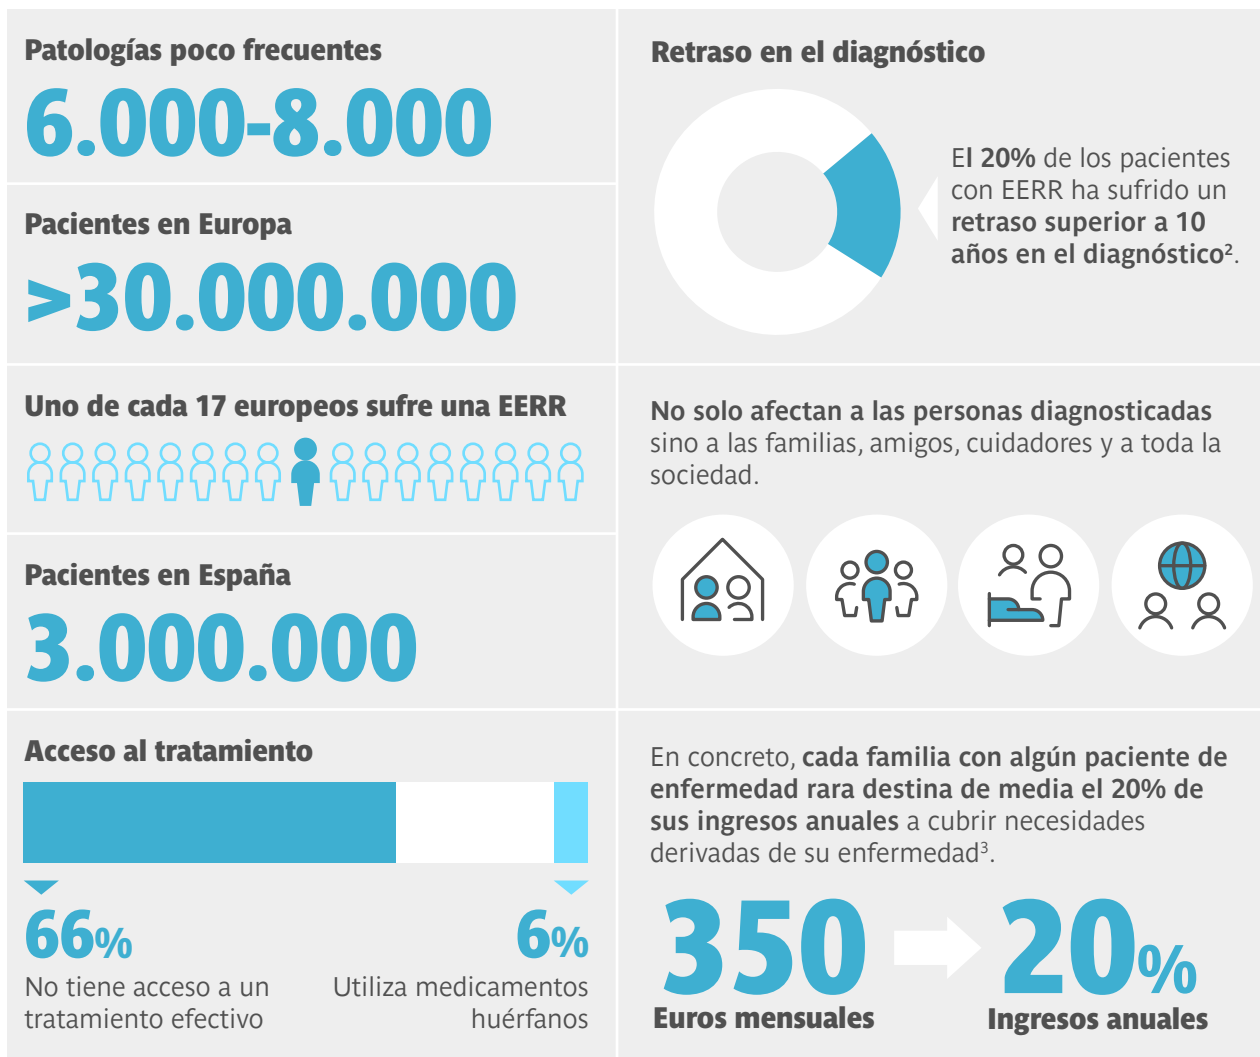 Patologías poco frecuentes
6.000-8.000
Pacientes en Europa
>30.000.000
Uno de cada 17 europeos sufre una EERR
Pacientes en España
3.000.000
Acceso al tratamiento
66%
No tiene acceso a un
tratamiento efectivo
6%
Utiliza medicamentos
huérfanos
Retraso en el diagnóstico
El 20% de los pacientes
con EERR ha sufrido un
retraso superior a 10
años en el diagnóstico².
No solo afectan a las personas diagnosticadas
sino a las familias, amigos, cuidadores y a toda la
sociedad.
En concreto, cada familia con algún paciente de
enfermedad rara destina de media el 20% de
sus ingresos anuales a cubrir necesidades
derivadas de su enfermedad³.
350
Euros mensuales
20%
Ingresos anuales